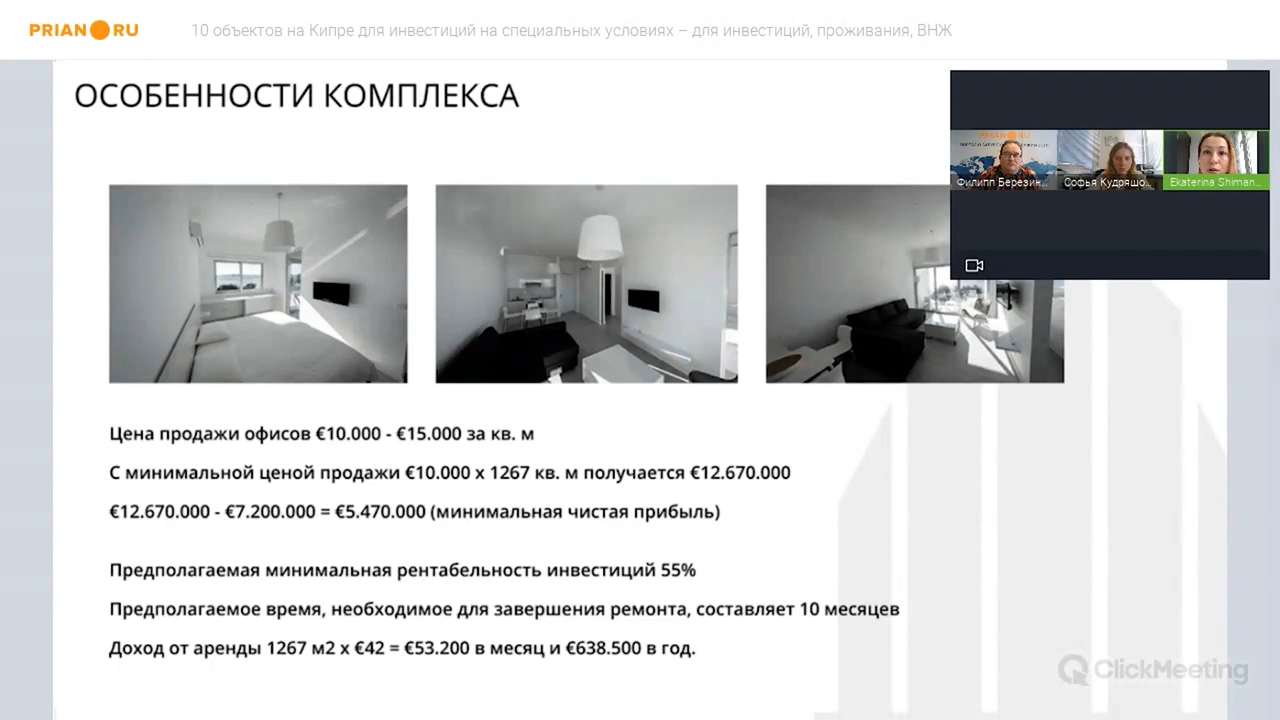 PRIAN RU
10 объектов на Кипре для инвестиций на специальных условиях – для инвестиций, проживания, ВНЖ
ОСОБЕННОСТИ КОМПЛЕКСА
PRIAN RU
Филипп Березин...
Софья Кудряшо...
Ekaterina Shiman...
Цена продажи офисов €10.000 - €15.000 за кв. м
С минимальной ценой продажи €10.000 x 1267 кв. м получается €12.670.000
€12.670.000 - €7.200.000 = €5.470.000 (минимальная чистая прибыль)
Предполагаемая минимальная рентабельность инвестиций 55%
Предполагаемое время, необходимое для завершения ремонта, составляет 10 месяцев
Доход от аренды 1267 м2 x €42 = €53.200 в месяц и €638.500 в год.
ClickMeeting